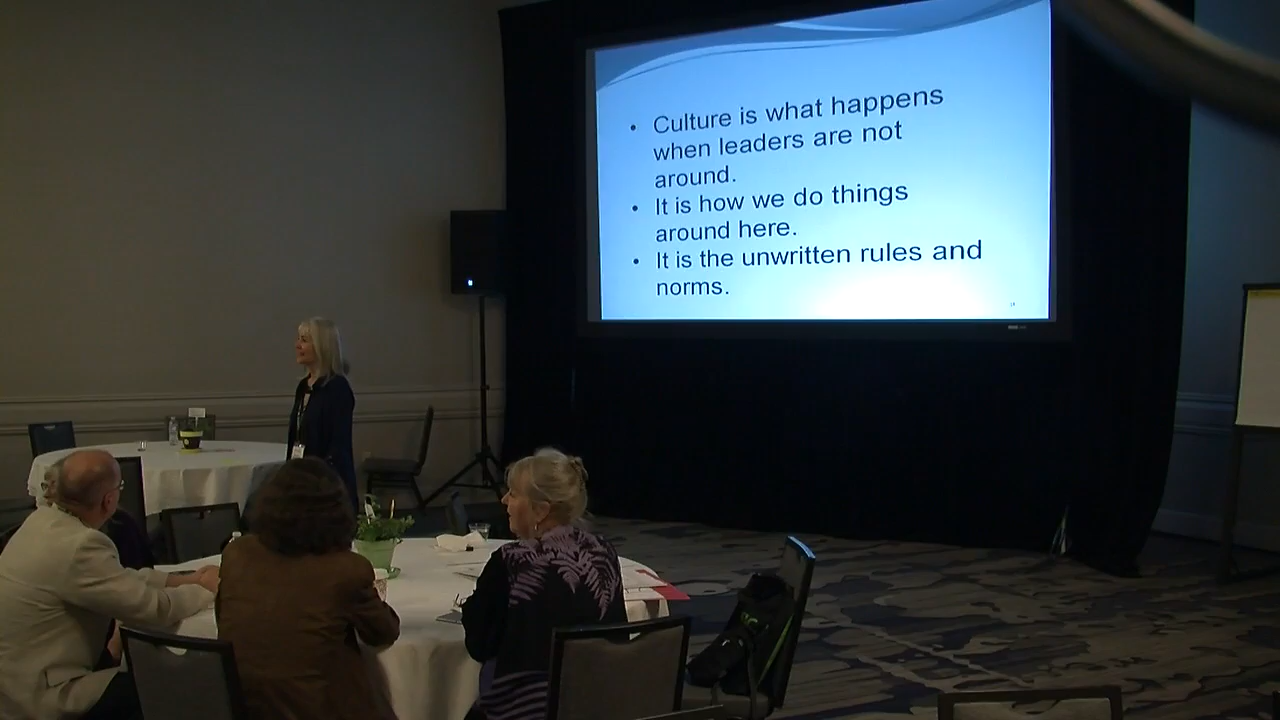 • Culture is what happens
when leaders are not
around.
• It is how we do things
around here.
• It is the unwritten rules and
norms.